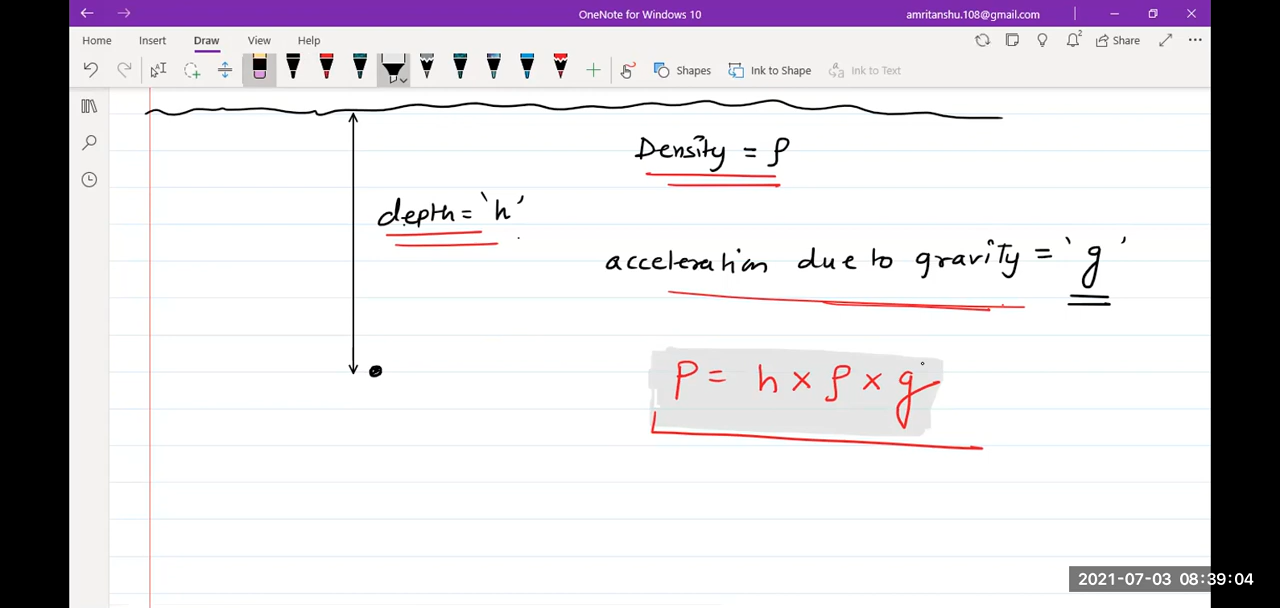 OneNote for Windows 10
amritanshu.108@gmail.com
Home Insert Draw View Help
2
Share
Shapes
Ink to Shape
Ink to Text
Density = ρ
depth = 'h'
acceleration due to gravity = 'g'
P = h × ρ × g
2021-07-03 08:39:04